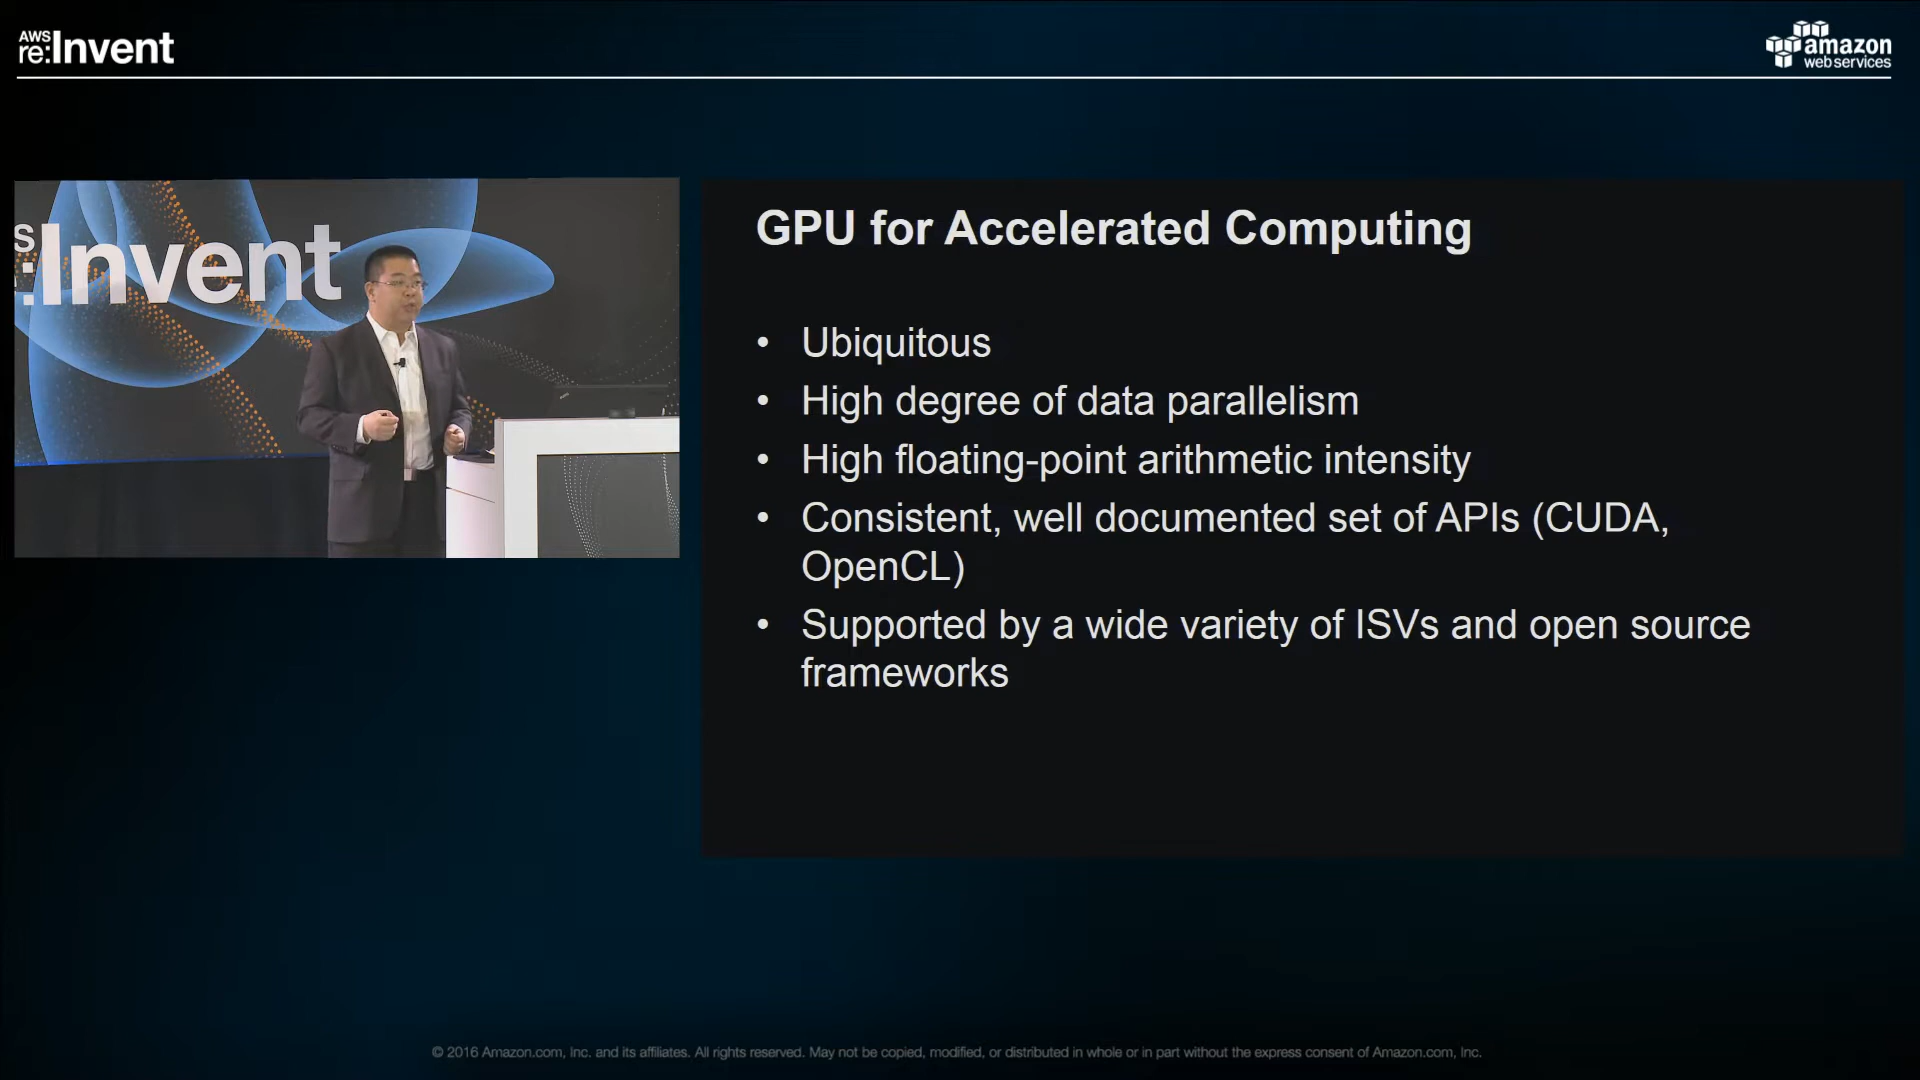 AWS
re:Invent
amazon
web services
S
:Invent
GPU for Accelerated Computing
• Ubiquitous
• High degree of data parallelism
• High floating-point arithmetic intensity
• Consistent, well documented set of APIs (CUDA,
OpenCL)
• Supported by a wide variety of ISVs and open source
frameworks
© 2016 Amazon.com, Inc. and its affiliates. All rights reserved. May not be copied, modified, or distributed in whole or in part without the express consent of Amazon.com, Inc.